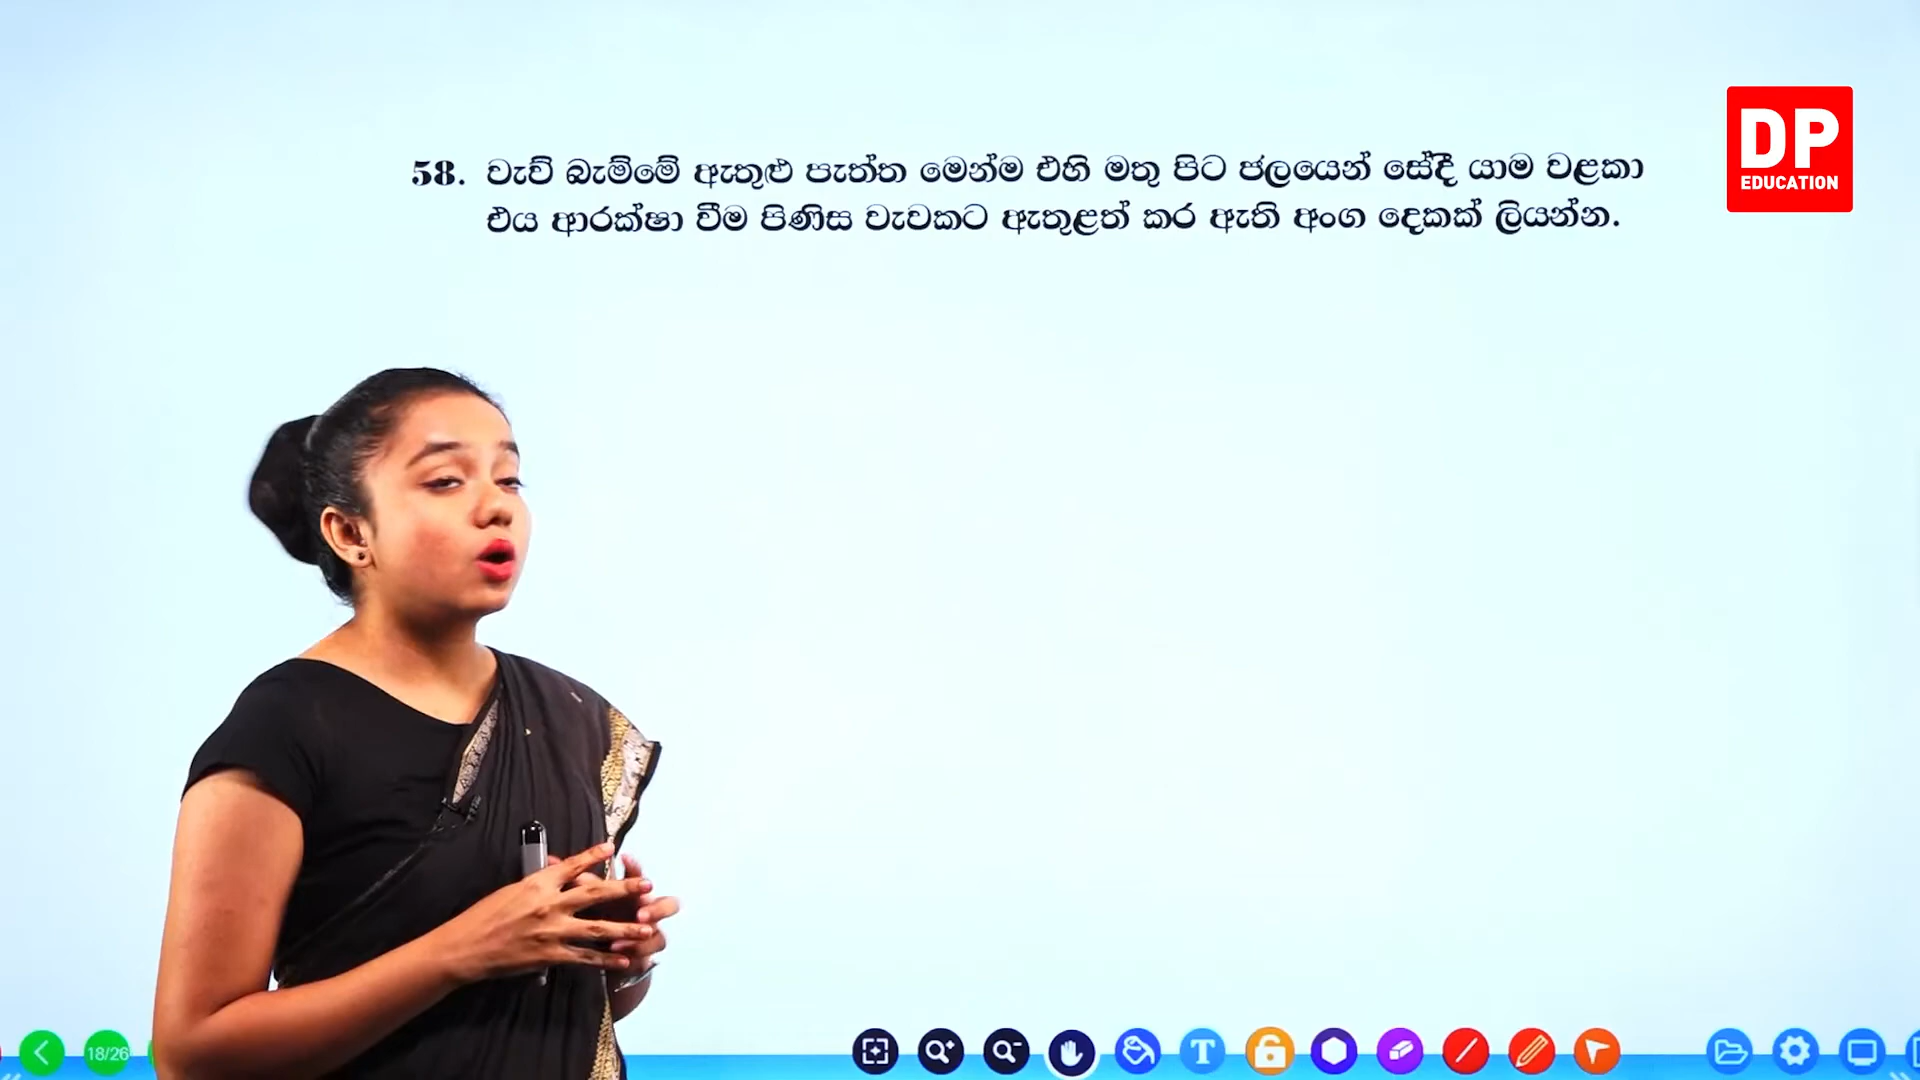 DP
EDUCATION
58. වැව් බැම්මේ ඇතුළු පැත්ත මෙන්ම එහි මතු පිට ජලයෙන් සේදී යාම වළකා
එය ආරක්ෂා වීම පිණිස වැවකට ඇතුළත් කර ඇති අංග දෙකක් ලියන්න.
18/26
T